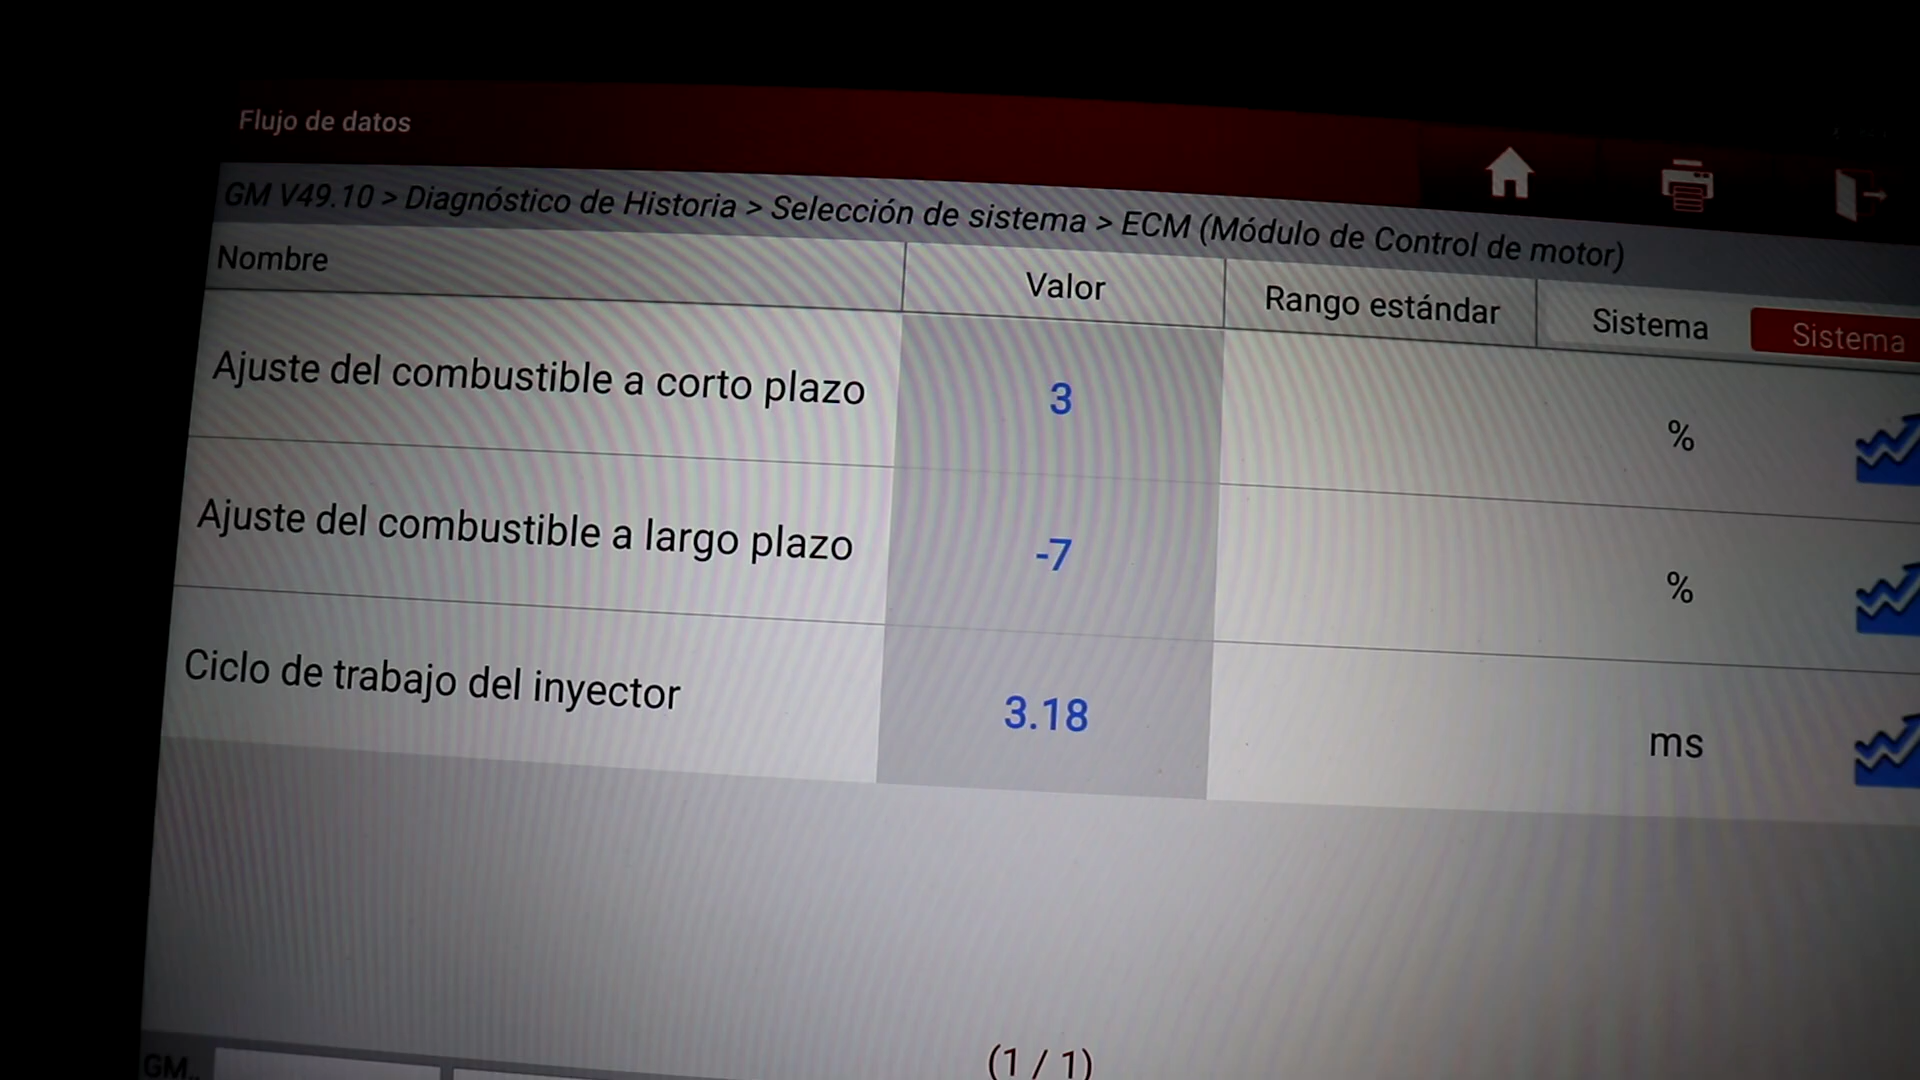 Flujo de datos
GM V49.10 > Diagnóstico de Historia > Selección de sistema > ECM (Módulo de Control de motor)
Nombre Valor Rango estándar Sistema Sistema
Ajuste del combustible a corto plazo 3 %
Ajuste del combustible a largo plazo -7 %
Ciclo de trabajo del inyector 3.18 ms
(1 / 1)
GM..